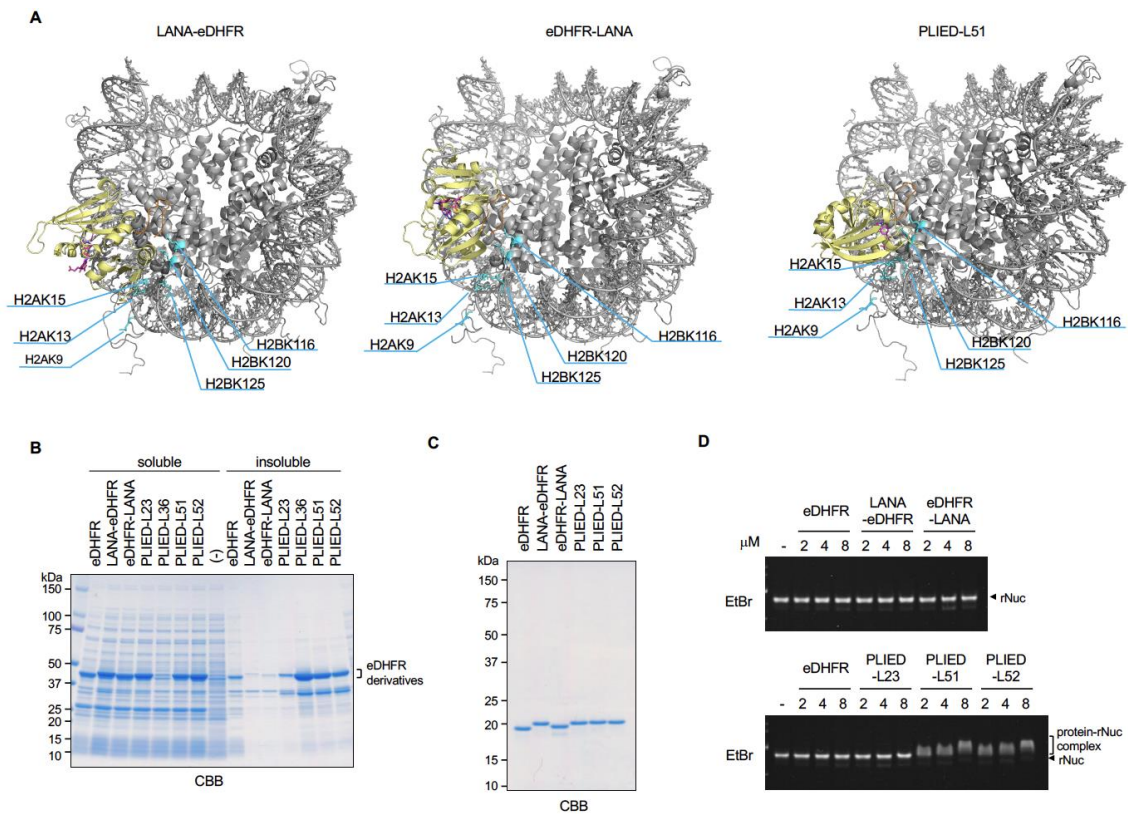 A
LANA-eDHFR
eDHFR-LANA
PLIED-L51
H2AK15
H2AK13
H2AK9
H2BK116
H2BK120
H2BK125
H2AK15
H2AK13
H2AK9
H2BK116
H2BK120
H2BK125
H2AK15
H2AK13
H2AK9
H2BK116
H2BK120
H2BK125
B
soluble
insoluble
eDHFR
LANA-eDHFR
eDHFR-LANA
PLIED-L23
PLIED-L36
PLIED-L51
PLIED-L52
(-)
eDHFR
LANA-eDHFR
eDHFR-LANA
PLIED-L23
PLIED-L36
PLIED-L51
PLIED-L52
kDa
150
100
75
50
37
25
20
15
10
eDHFR
derivatives
CBB
C
eDHFR
LANA-eDHFR
eDHFR-LANA
PLIED-L23
PLIED-L51
PLIED-L52
kDa
150
75
50
37
25
20
15
10
CBB
D
eDHFR
LANA
-eDHFR
eDHFR
-LANA
μM
- 2 4 8 2 4 8 2 4 8
EtBr
rNuc
eDHFR
PLIED
-L23
PLIED
-L51
PLIED
-L52
- 2 4 8 2 4 8 2 4 8 2 4 8
EtBr
protein-rNuc
complex
rNuc